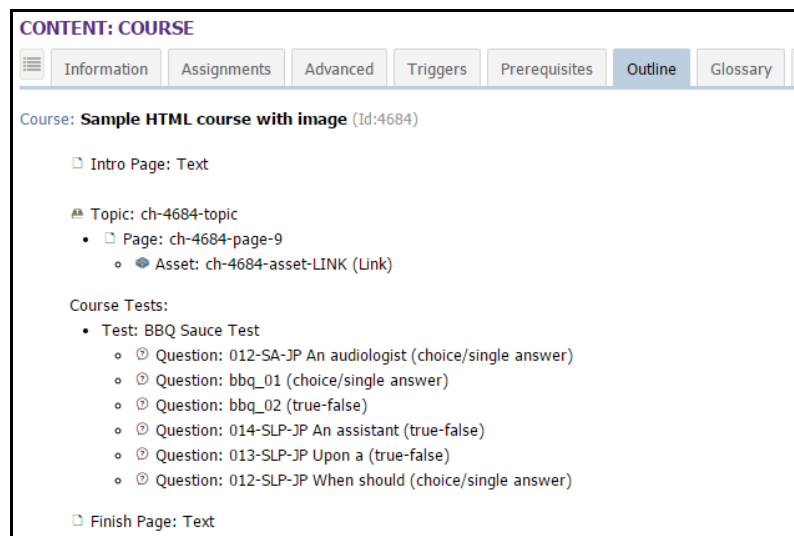 CONTENT: COURSE
Information Assignments Advanced Triggers Prerequisites Outline Glossary
Course: Sample HTML course with image (Id:4684)
Intro Page: Text
Topic: ch-4684-topic
Page: ch-4684-page-9
Asset: ch-4684-asset-LINK (Link)
Course Tests:
Test: BBQ Sauce Test
Question: 012-SA-JP An audiologist (choice/single answer)
Question: bbq_01 (choice/single answer)
Question: bbq_02 (true-false)
Question: 014-SLP-JP An assistant (true-false)
Question: 013-SLP-JP Upon a (true-false)
Question: 012-SLP-JP When should (choice/single answer)
Finish Page: Text